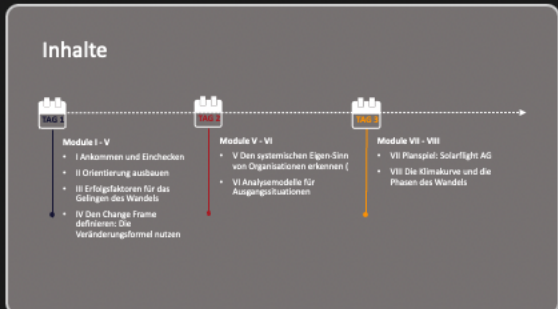 Inhalte
TAG 1
Module I - V
• I Ankommen und Einchecken
• II Orientierung ausbauen
• III Erfolgsfaktoren für das
Gelingen des Wandels
• IV Den Change Frame
definieren: Die
Veränderungsformel nutzen
TAG 2
Module V - VI
• V Den systemischen Eigen-Sinn
von Organisationen erkennen (
• VI Analysemodelle für
Ausgangssituationen
TAG 3
Module VII - VIII
• VII Planspiel: Solarflight AG
• VIII Die Klimakurve und die
Phasen des Wandels